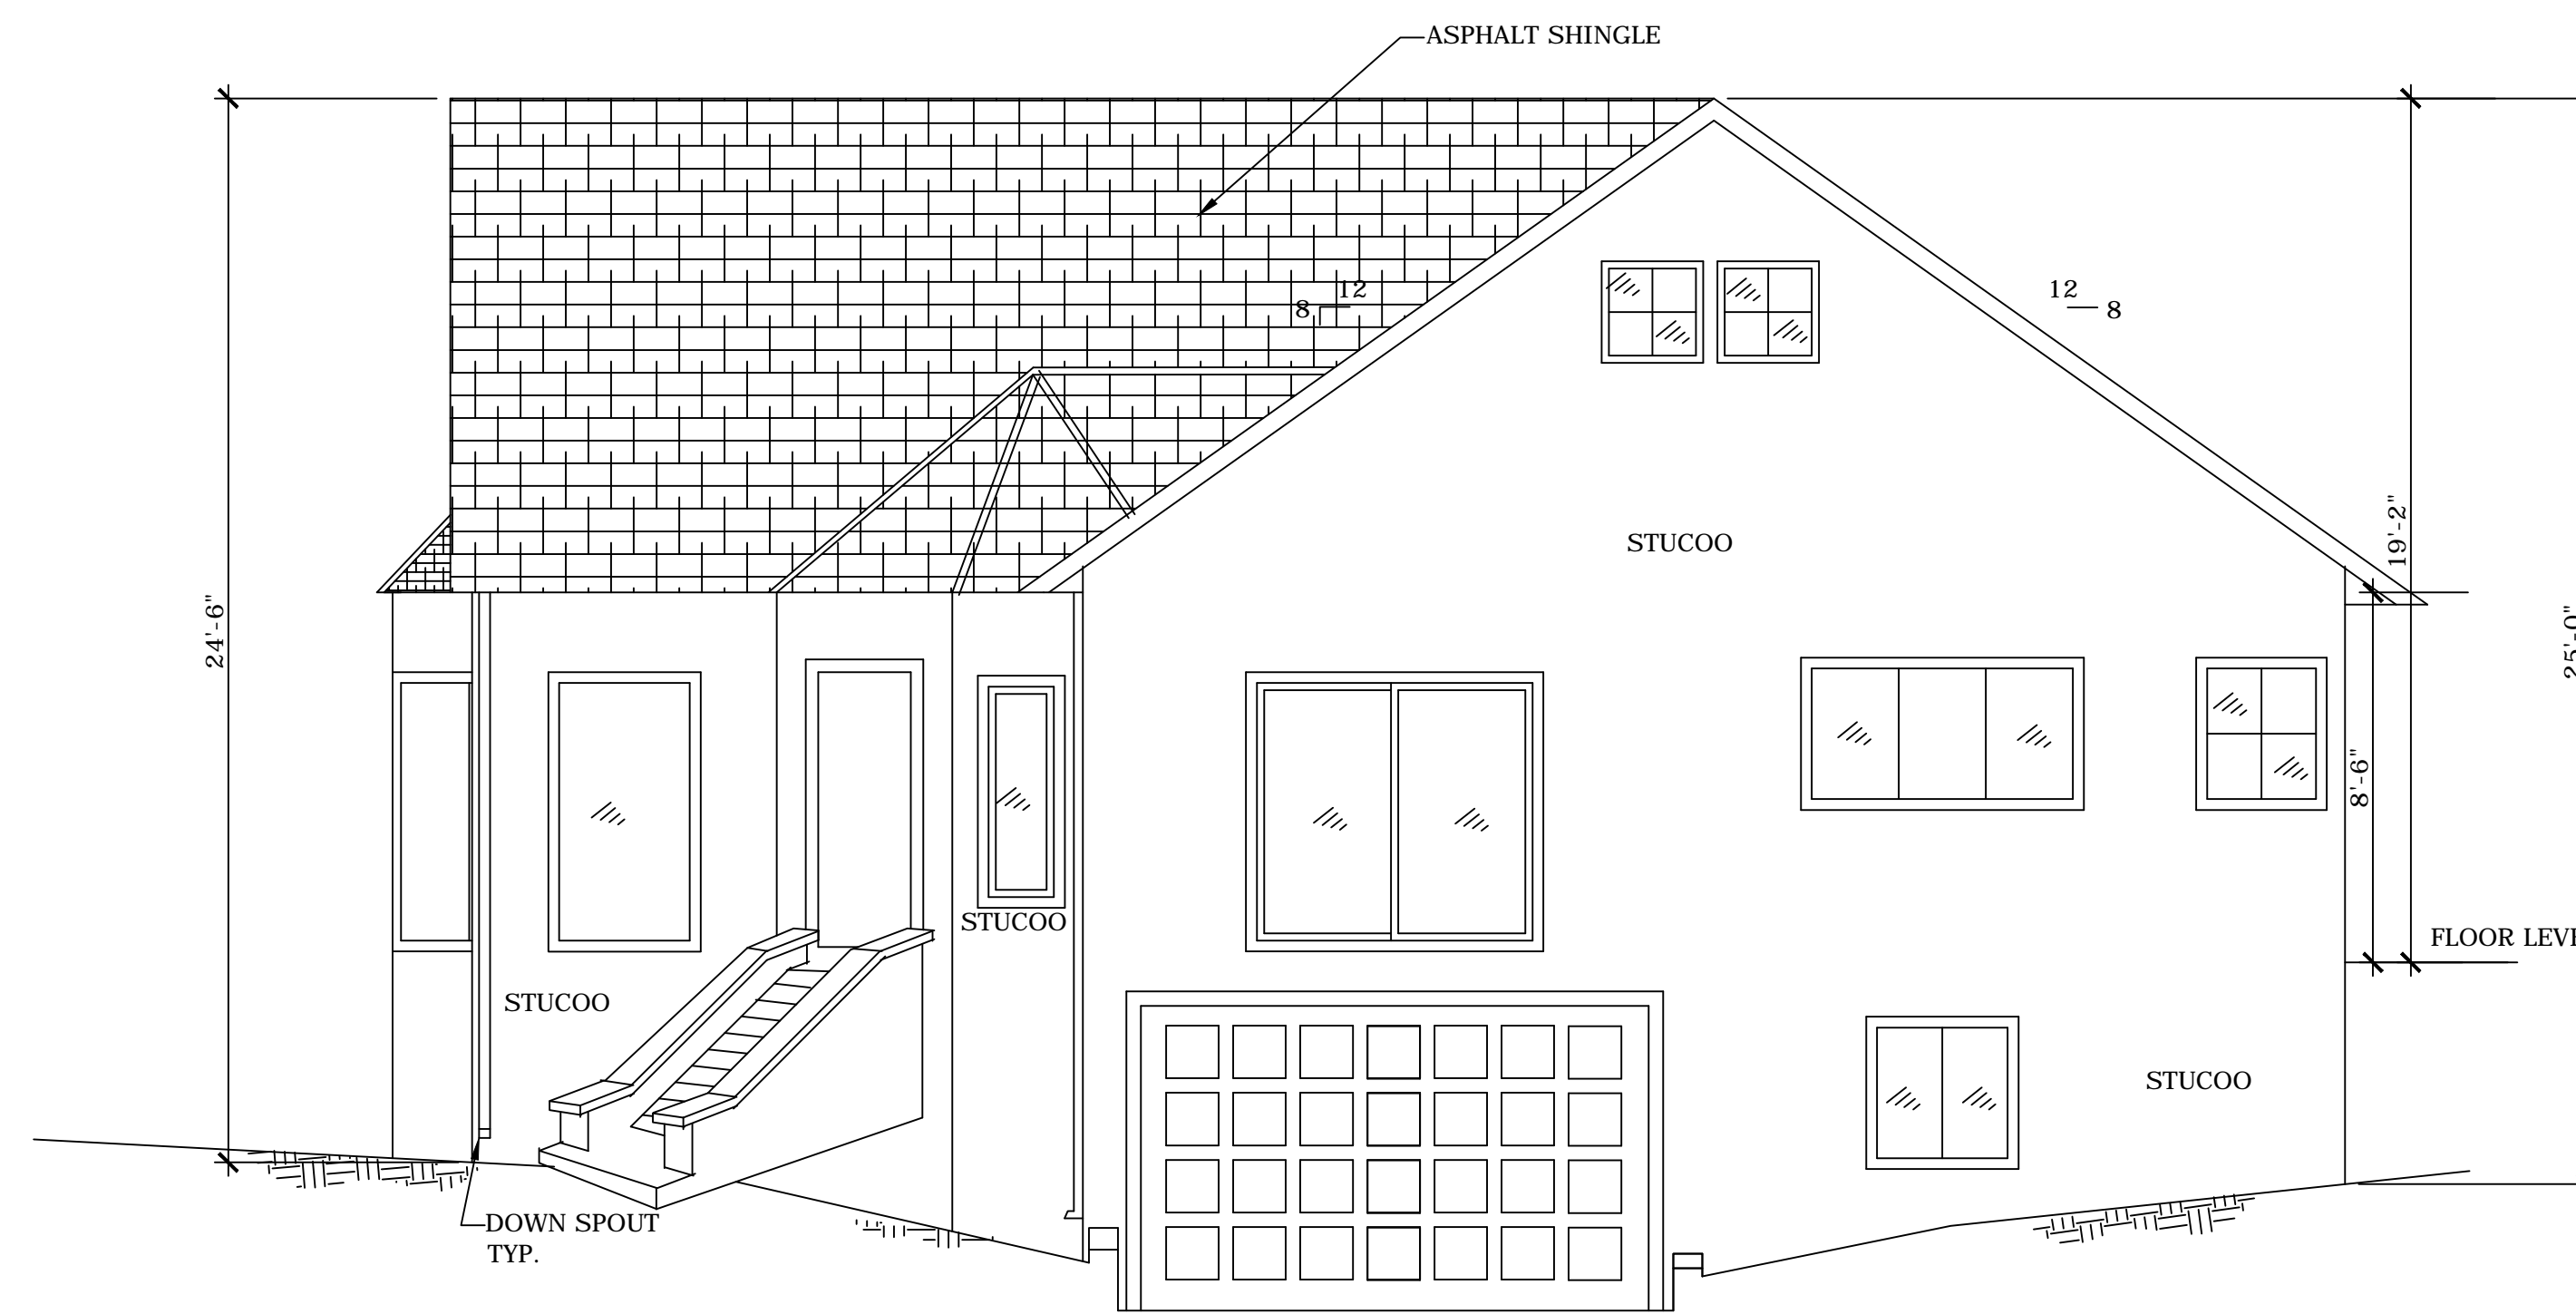 ASPHALT SHINGLE
12
8
12
8
19'-2"
STUCOO
24'-6"
25'-0"
8'-6"
STUCOO
FLOOR LEVE
STUCOO
STUCOO
DOWN SPOUT
TYP.